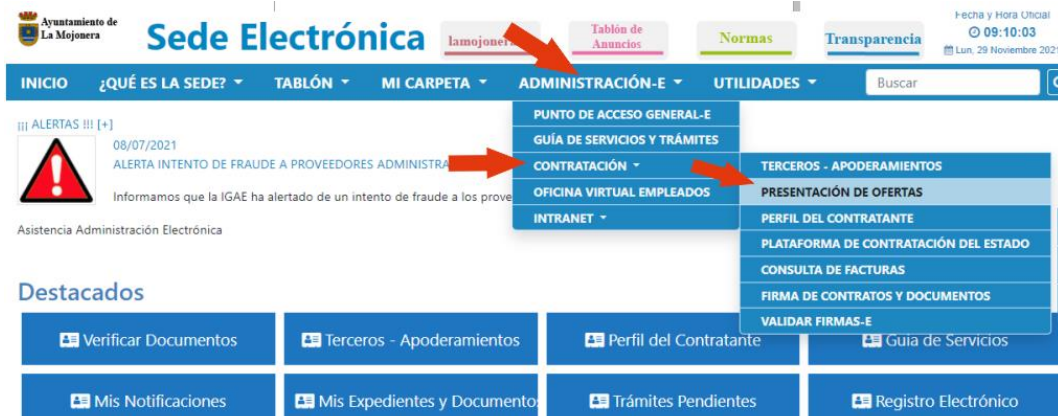 Ayuntamiento de
La Mojonera
Sede Electrónica
lamojonera
Tablón de
Anuncios
Normas
Transparencia
Fecha y Hora Oficial
09:10:03
Lun, 29 Noviembre 2021
INICIO ¿QUÉ ES LA SEDE? TABLÓN MI CARPETA ADMINISTRACIÓN-E UTILIDADES Buscar
¡¡¡ ALERTAS !!! [+]
08/07/2021
ALERTA INTENTO DE FRAUDE A PROVEEDORES ADMINISTRA
Informamos que la IGAE ha alertado de un intento de fraude a los prove
Asistencia Administración Electrónica
PUNTO DE ACCESO GENERAL-E
GUÍA DE SERVICIOS Y TRÁMITES
CONTRATACIÓN
OFICINA VIRTUAL EMPLEADOS
INTRANET
TERCEROS - APODERAMIENTOS
PRESENTACIÓN DE OFERTAS
PERFIL DEL CONTRATANTE
PLATAFORMA DE CONTRATACIÓN DEL ESTADO
CONSULTA DE FACTURAS
FIRMA DE CONTRATOS Y DOCUMENTOS
VALIDAR FIRMAS-E
Destacados
Verificar Documentos Terceros - Apoderamientos Perfil del Contratante Guía de Servicios
Mis Notificaciones Mis Expedientes y Documentos Trámites Pendientes Registro Electrónico